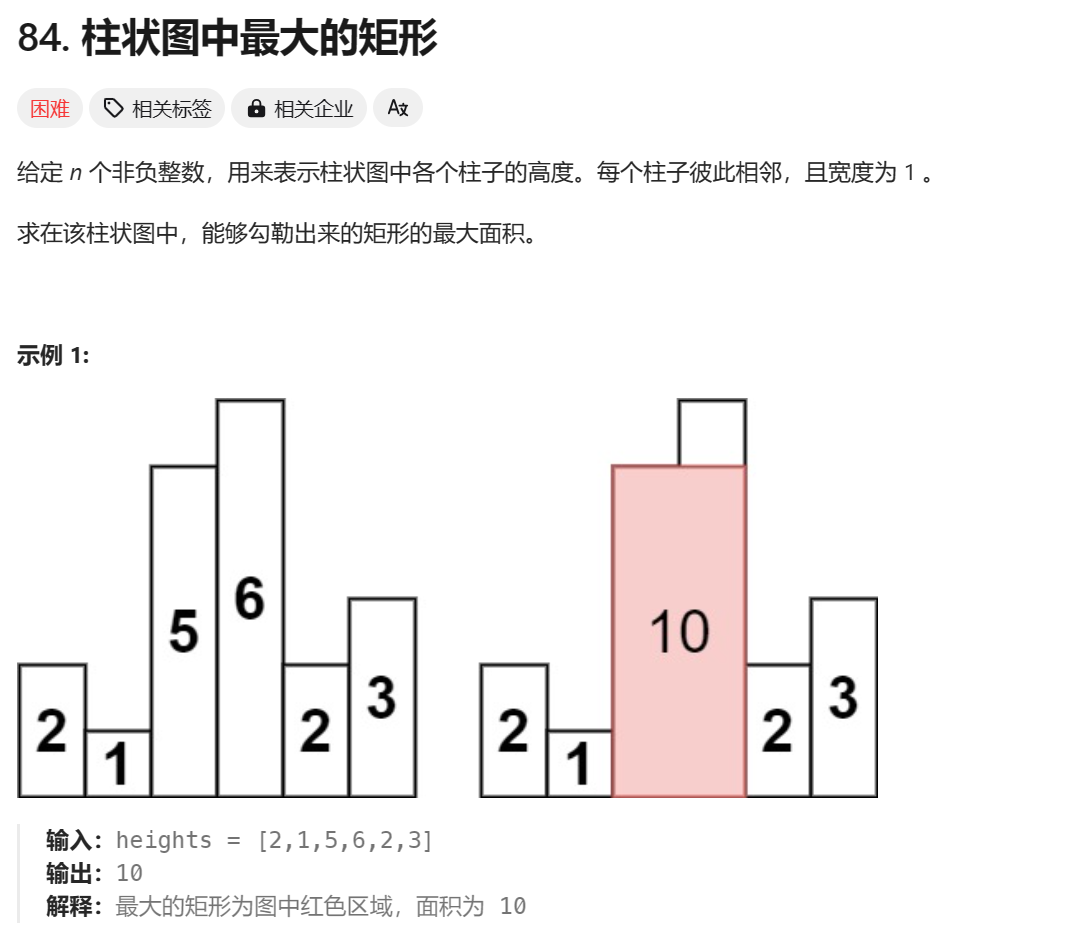 84. 柱状图中最大的矩形
困难 相关标签 相关企业 A文
给定 n 个非负整数，用来表示柱状图中各个柱子的高度。每个柱子彼此相邻，且宽度为 1 。
求在该柱状图中，能够勾勒出来的矩形的最大面积。
示例 1:
2 1 5 6 2 3
2 1 10 2 3
输入：heights = [2,1,5,6,2,3]
输出：10
解释：最大的矩形为图中红色区域，面积为 10